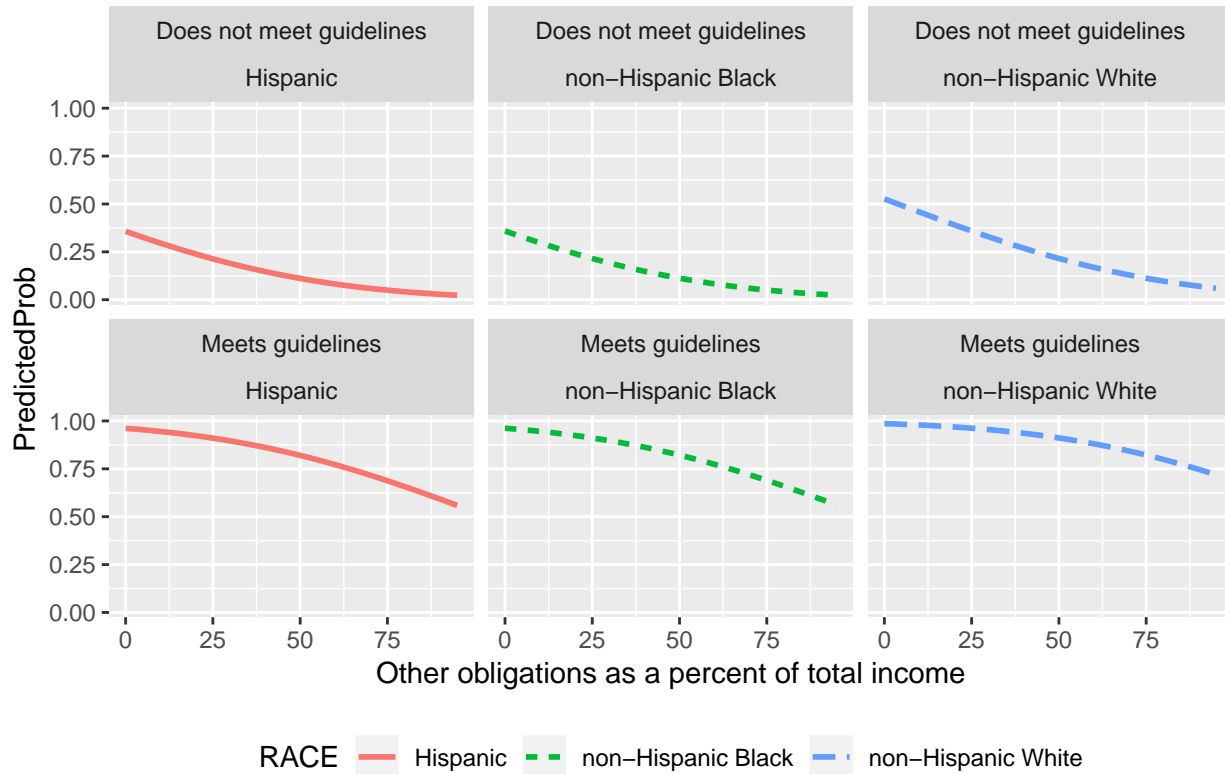 Does not meet guidelines Does not meet guidelines Does not meet guidelines
Hispanic non−Hispanic Black non−Hispanic White
1.00
0.75
0.50
0.25
0.00
Meets guidelines Meets guidelines Meets guidelines
Hispanic non−Hispanic Black non−Hispanic White
1.00
0.75
0.50
0.25
0.00
PredictedProb
0 25 50 75 0 25 50 75 0 25 50 75
Other obligations as a percent of total income
RACE Hispanic non−Hispanic Black non−Hispanic White